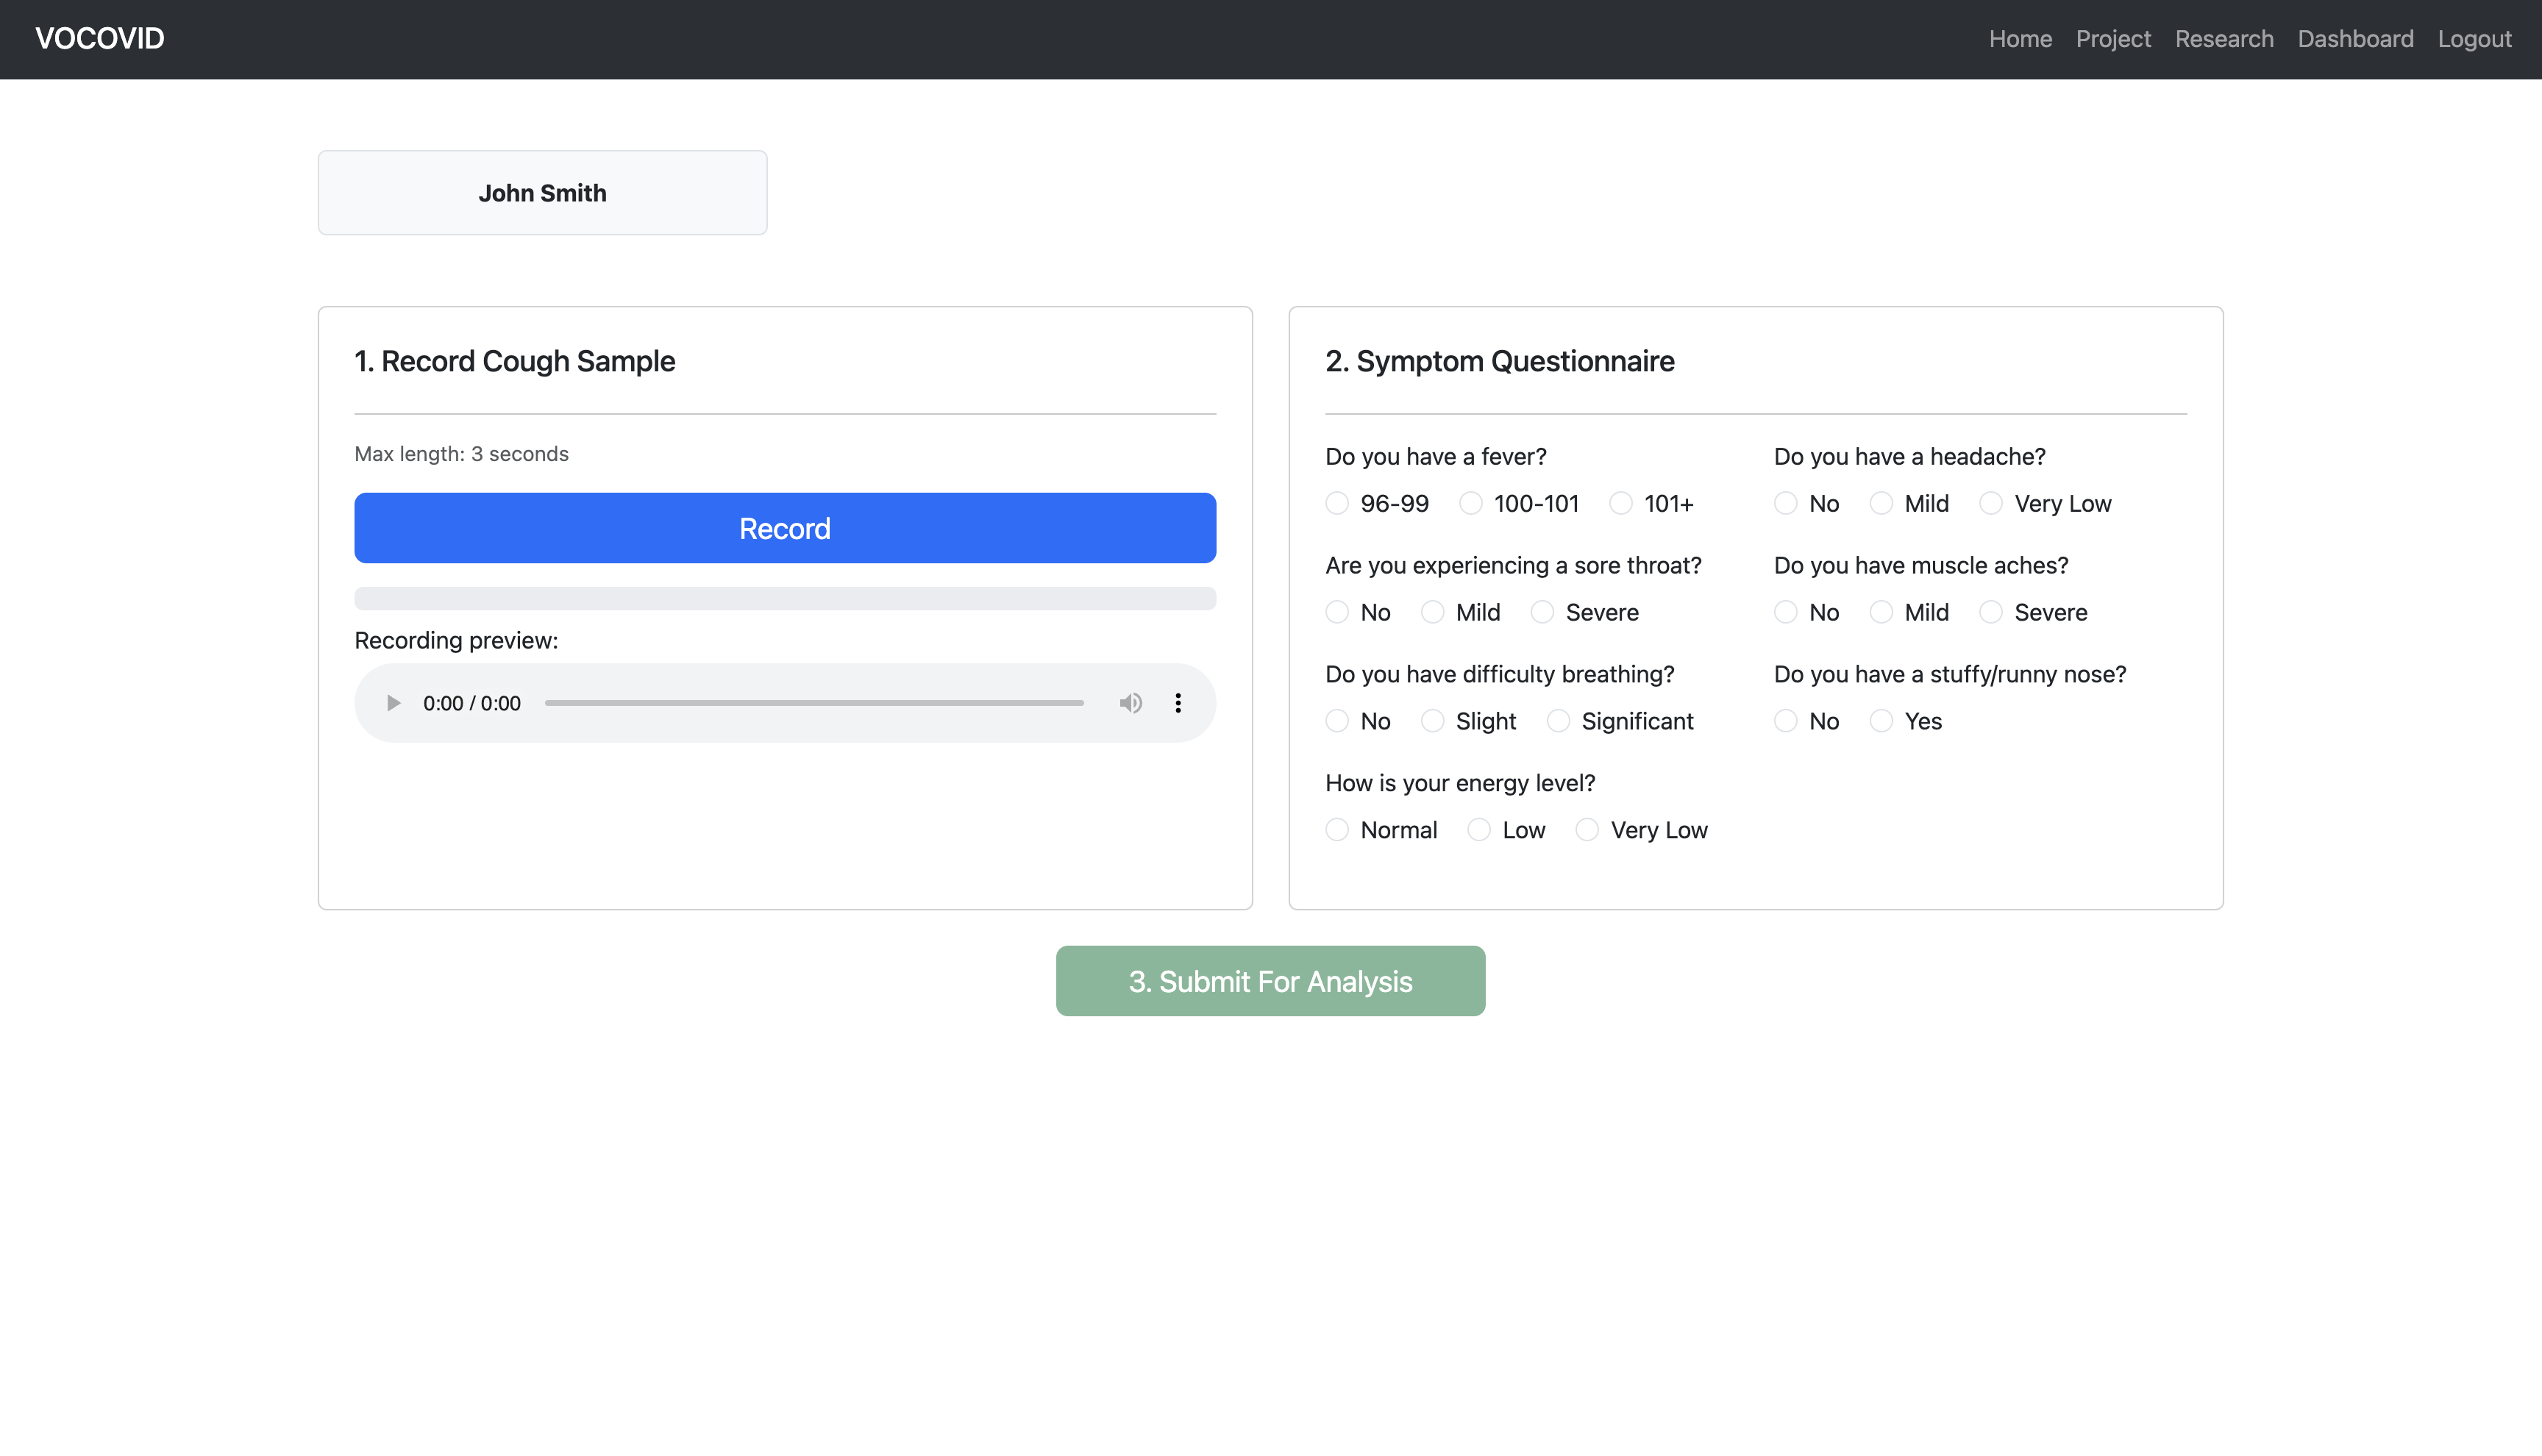 VOCOVID
Home Project Research Dashboard Logout
John Smith
1. Record Cough Sample
Max length: 3 seconds
Record
Recording preview:
0:00 / 0:00
2. Symptom Questionnaire
Do you have a fever?
96-99 100-101 101+
Do you have a headache?
No Mild Very Low
Are you experiencing a sore throat?
No Mild Severe
Do you have muscle aches?
No Mild Severe
Do you have difficulty breathing?
No Slight Significant
Do you have a stuffy/runny nose?
No Yes
How is your energy level?
Normal Low Very Low
3. Submit For Analysis